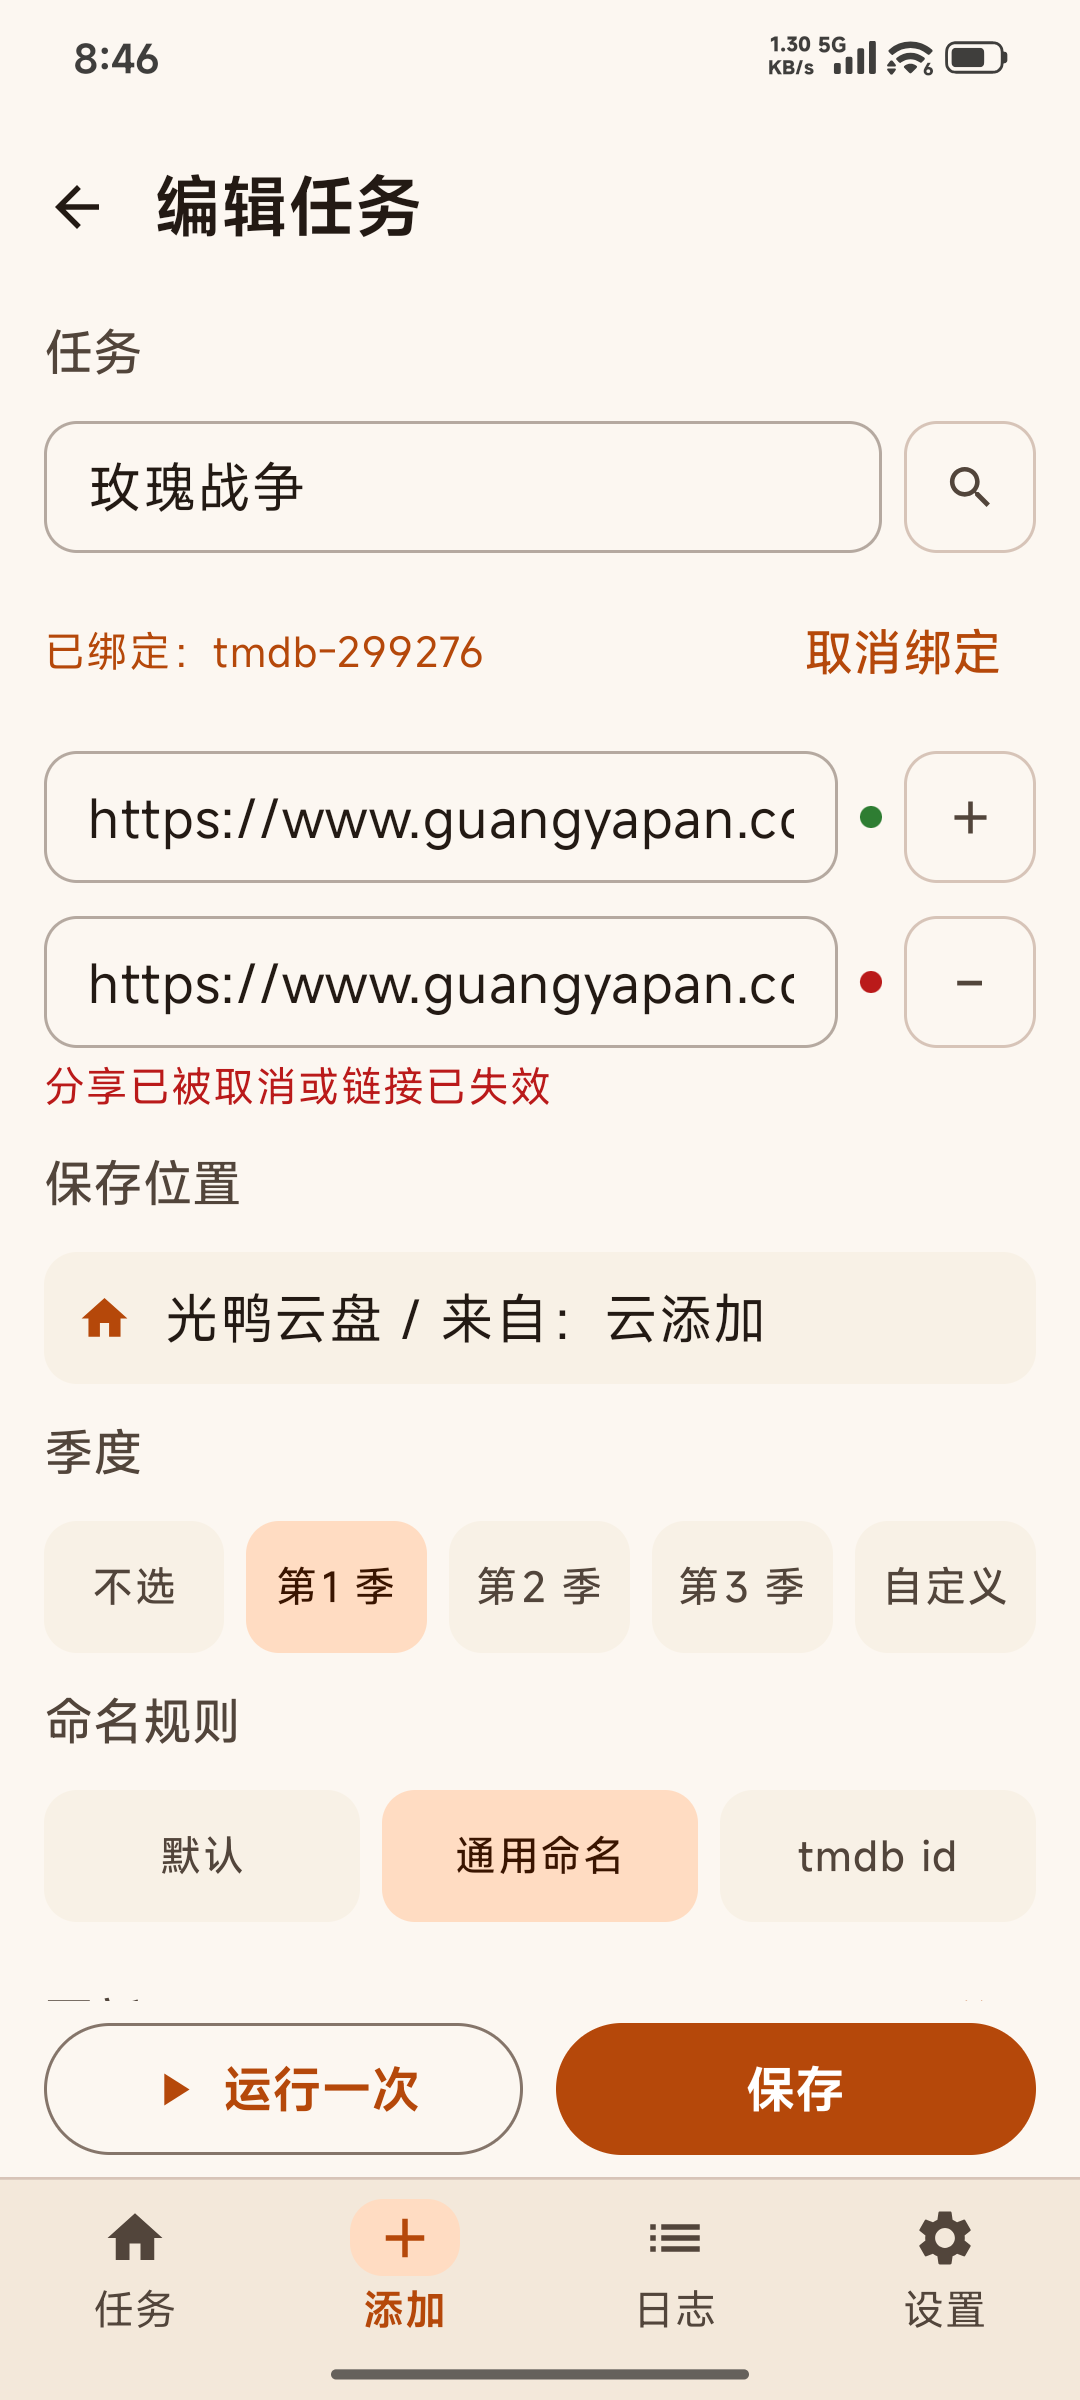 8:46
1.30 5G
KB/s
6
编辑任务
任务
玫瑰战争
已绑定：tmdb-299276
取消绑定
https://www.guangyapan.cc
https://www.guangyapan.cc
分享已被取消或链接已失效
保存位置
光鸭云盘 / 来自：云添加
季度
不选
第1 季
第2 季
第3 季
自定义
命名规则
默认
通用命名
tmdb id
运行一次
保存
任务
添加
日志
设置